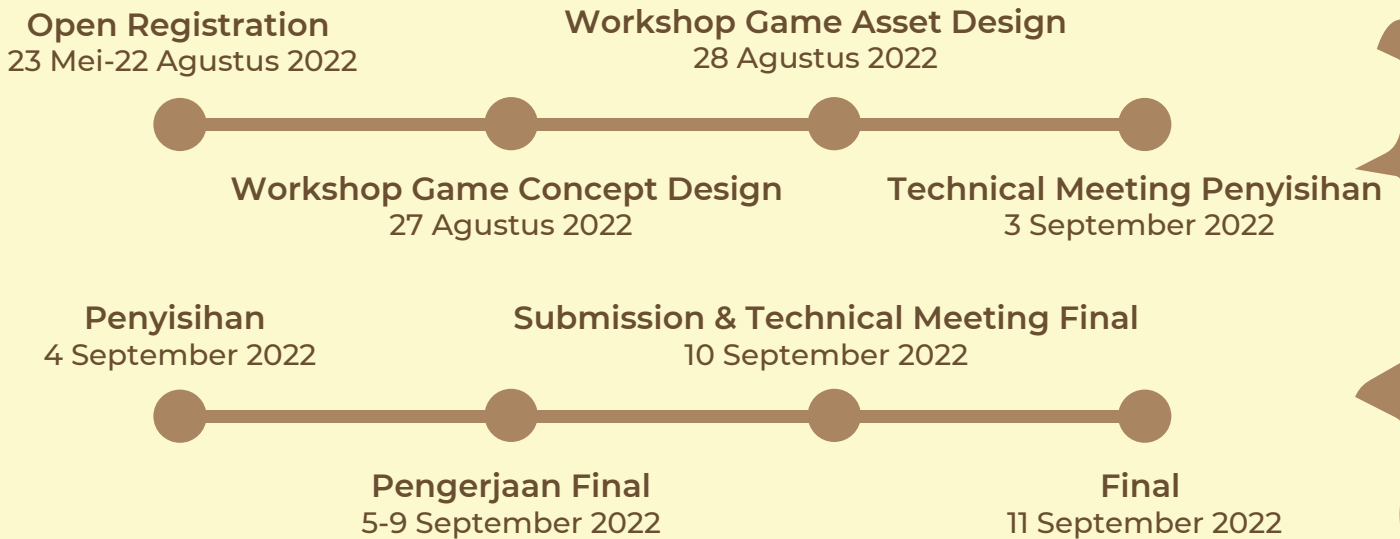 Open Registration
23 Mei-22 Agustus 2022
Workshop Game Concept Design
27 Agustus 2022
Workshop Game Asset Design
28 Agustus 2022
Technical Meeting Penyisihan
3 September 2022
Penyisihan
4 September 2022
Pengerjaan Final
5-9 September 2022
Submission & Technical Meeting Final
10 September 2022
Final
11 September 2022